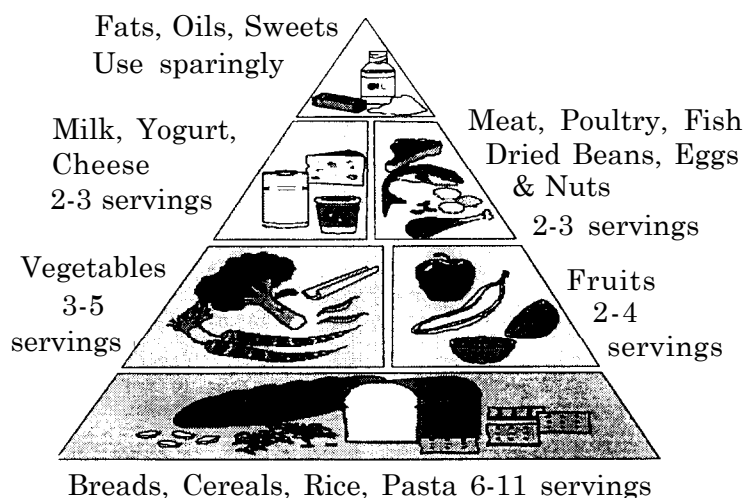 Fats, Oils, Sweets
Use sparingly
OIL
Milk, Yogurt,
Cheese
2-3 servings
Meat, Poultry, Fish
Dried Beans, Eggs
& Nuts
2-3 servings
Vegetables
3-5
servings
Fruits
2-4
servings
Breads, Cereals, Rice, Pasta 6-11 servings